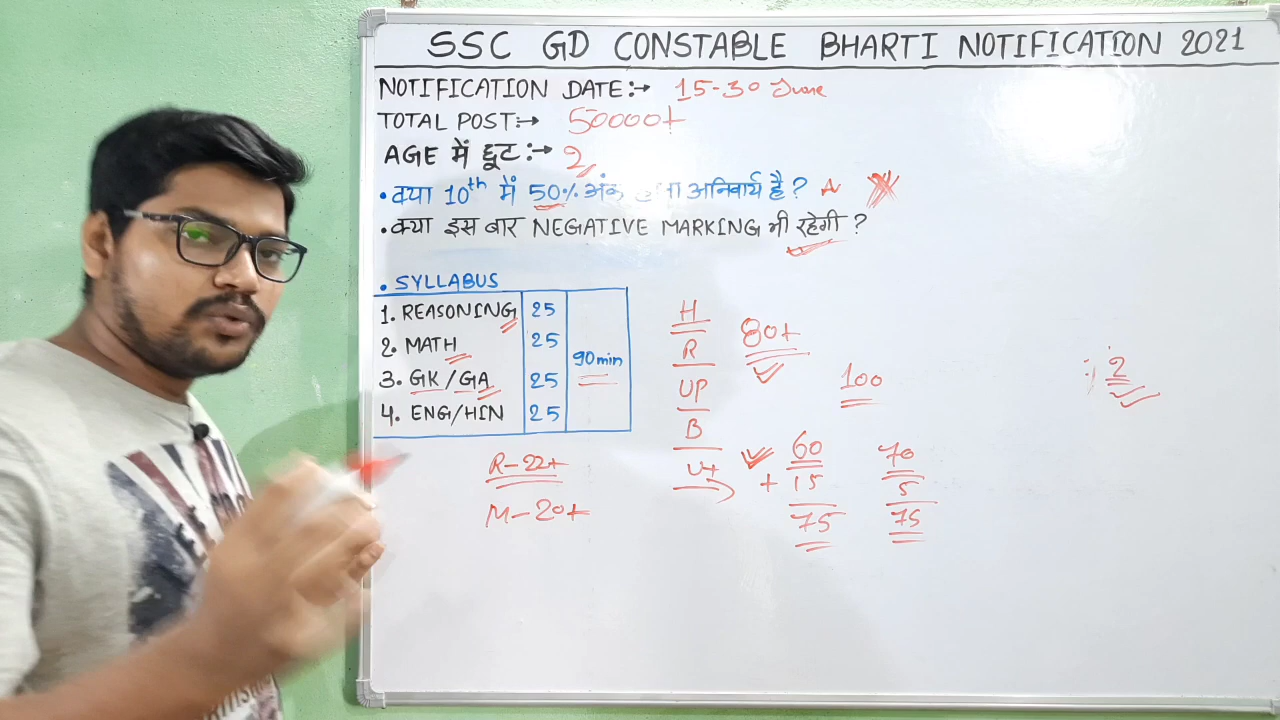 SSC GD CONSTABLE BHARTI NOTIFICATION 2021
NOTIFICATION DATE:→ 15-30 June
TOTAL POST:→ 50000+
AGE में छूट :→ 2
• क्या 10th में 50% अंक अनिवार्य है ?
• क्या इस बार NEGATIVE MARKING भी रहेगी ?
• SYLLABUS
1. REASONING 25
2. MATH 25
3. GK/GA 25
4. ENG/HIN 25
90min
R-22+
M-20+
H
R
UP
B
80+
100
60
+ 15
75
70
5
75
2